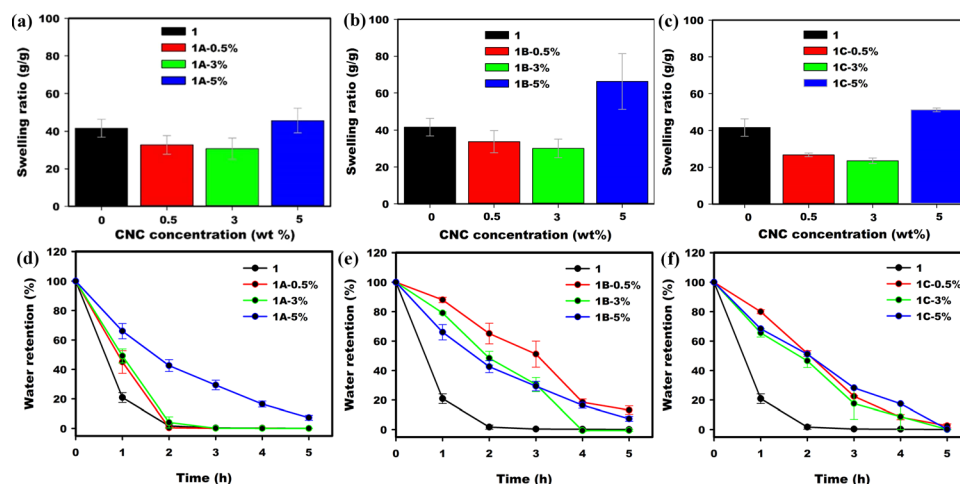 (a)
Swelling ratio (g/g)
100
80
60
40
20
0
1
1A-0.5%
1A-3%
1A-5%
0 0.5 3 5
CNC concentration (wt %)
(b)
Swelling ratio (g/g)
100
80
60
40
20
0
1
1B-0.5%
1B-3%
1B-5%
0 0.5 3 5
CNC concentration (wt%)
(c)
Swelling ratio (g/g)
100
80
60
40
20
0
1
1C-0.5%
1C-3%
1C-5%
0 0.5 3 5
CNC concentration (wt%)
(d)
Water retention (%)
120
100
80
60
40
20
0
1
1A-0.5%
1A-3%
1A-5%
0 1 2 3 4 5
Time (h)
(e)
Water retention (%)
120
100
80
60
40
20
0
1
1B-0.5%
1B-3%
1B-5%
0 1 2 3 4 5
Time (h)
(f)
Water retention (%)
120
100
80
60
40
20
0
1
1C-0.5%
1C-3%
1C-5%
0 1 2 3 4 5
Time (h)